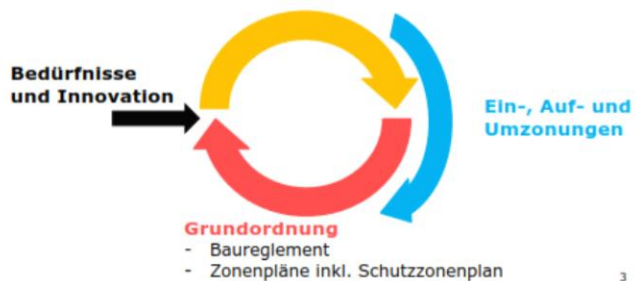 Bedürfnisse
und Innovation
Ein-, Auf- und
Umzonungen
Grundordnung
- Baureglement
- Zonenpläne inkl. Schutzzonenplan
3